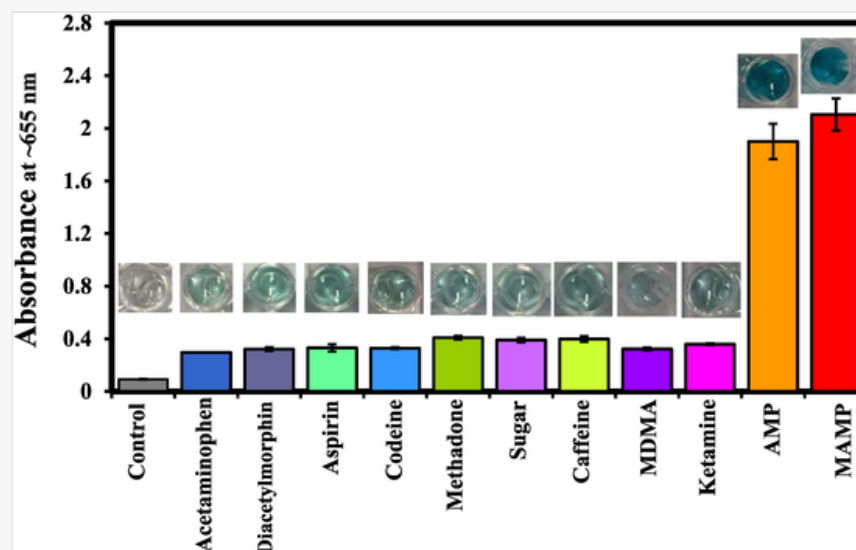 Absorbance at ~655 nm
2.8
2.4
2
1.6
1.2
0.8
0.4
0
Control
Acetaminophen
Diacetylmorphin
Aspirin
Codeine
Methadone
Sugar
Caffeine
MDMA
Ketamine
AMP
MAMP